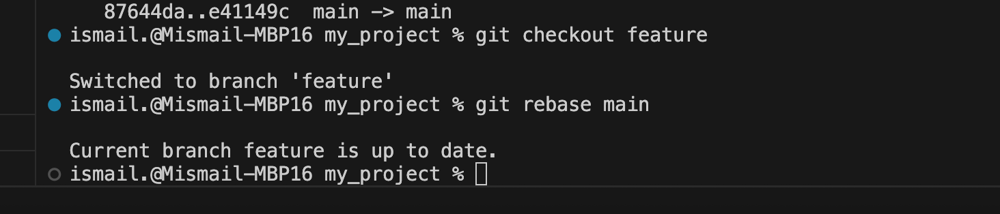 87644da..e41149c  main -> main
ismail.@Mismail-MBP16 my_project % git checkout feature
Switched to branch 'feature'
ismail.@Mismail-MBP16 my_project % git rebase main
Current branch feature is up to date.
ismail.@Mismail-MBP16 my_project %